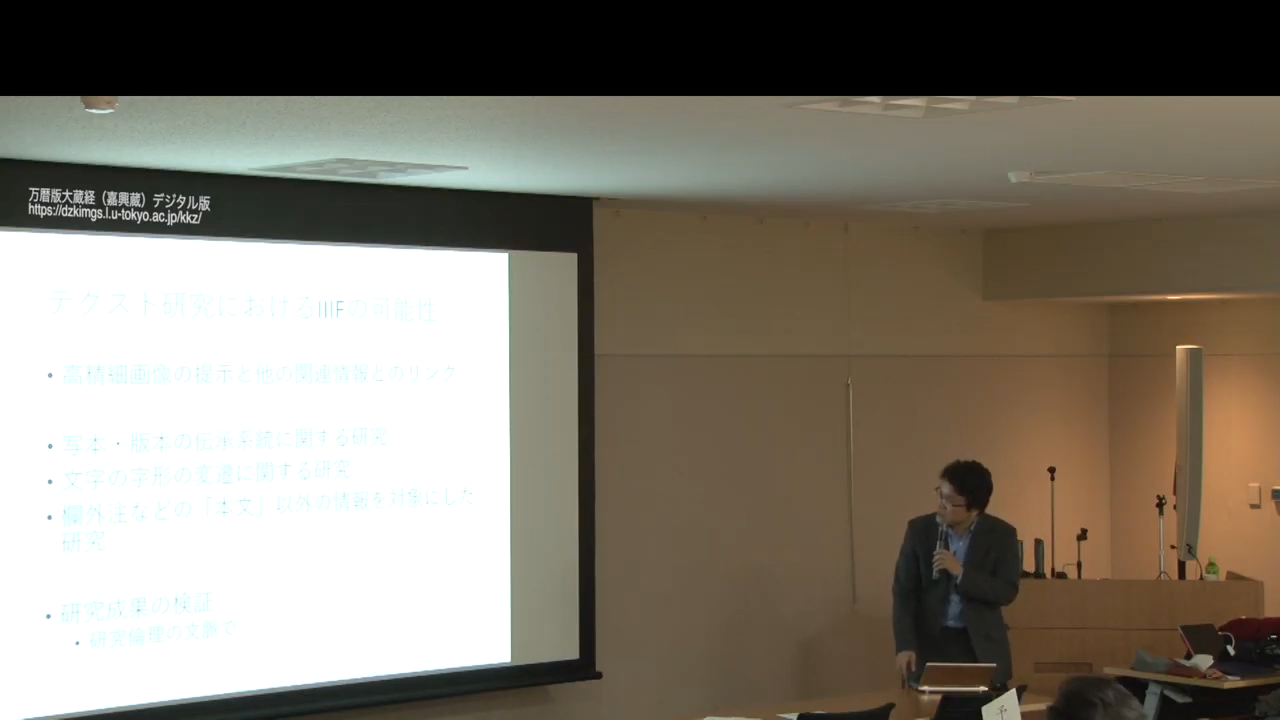 万暦版大蔵経（嘉興蔵）デジタル版
https://dzkimgs.l.u-tokyo.ac.jp/kkz/
テクスト研究におけるIIIFの可能性
• 高精細画像の提示と他の関連情報とのリンク
• 写本・版本の伝承系統に関する研究
• 文字の字形の変遷に関する研究
• 欄外注などの「本文」以外の情報を対象にした
研究
• 研究成果の検証
• 研究倫理の文脈で
予